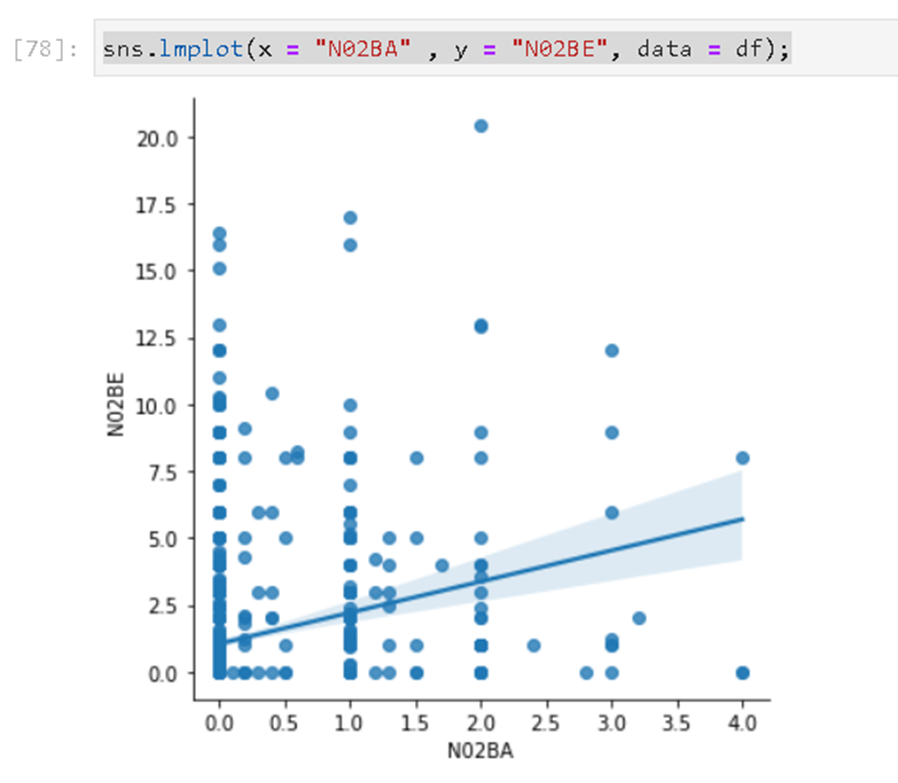 [78]: sns.lmplot(x = "N02BA" , y = "N02BE", data = df);
20.0
17.5
15.0
12.5
10.0
7.5
5.0
2.5
0.0
N02BE
0.0 0.5 1.0 1.5 2.0 2.5 3.0 3.5 4.0
N02BA